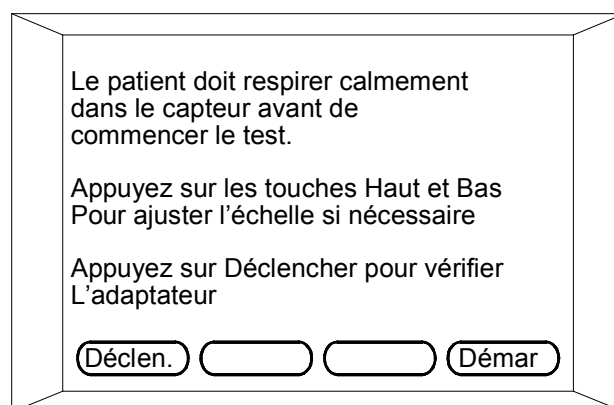 Le patient doit respirer calmement
dans le capteur avant de
commencer le test.
Appuyez sur les touches Haut et Bas
Pour ajuster l’échelle si nécessaire
Appuyez sur Déclencher pour vérifier
L’adaptateur
Déclen. Démar